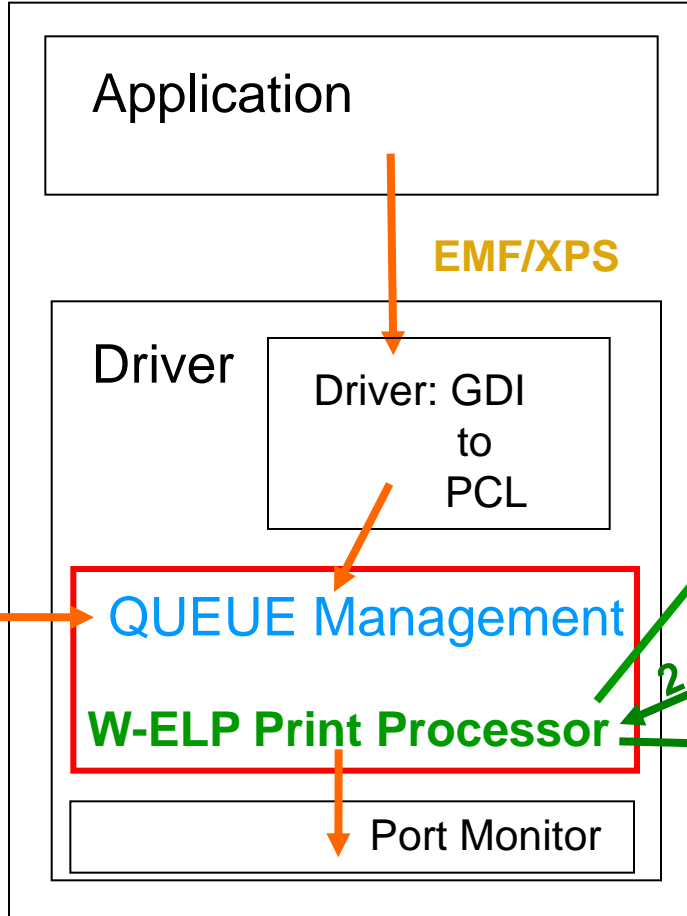 Application
EMF/XPS
Driver
Driver: GDI
to
PCL
QUEUE Management
2
W-ELP Print Processor
Port Monitor